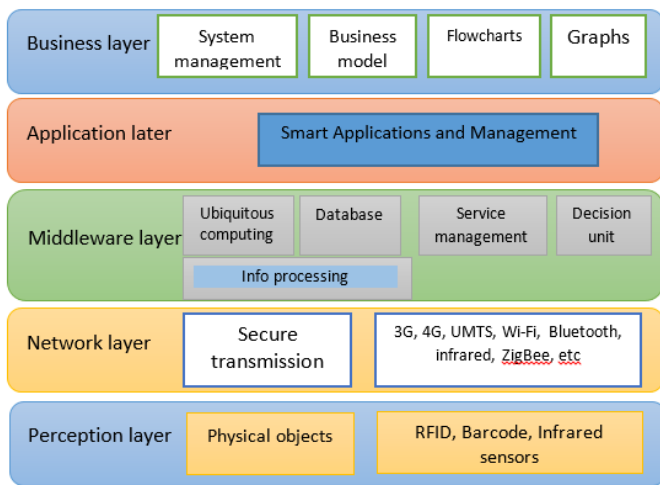 Business layer
System
management
Business
model
Flowcharts
Graphs
Application later
Smart Applications and Management
Middleware layer
Ubiquitous
computing
Database
Service
management
Decision
unit
Info processing
Network layer
Secure
transmission
3G, 4G, UMTS, Wi-Fi, Bluetooth,
infrared, ZigBee, etc
Perception layer
Physical objects
RFID, Barcode, Infrared
sensors